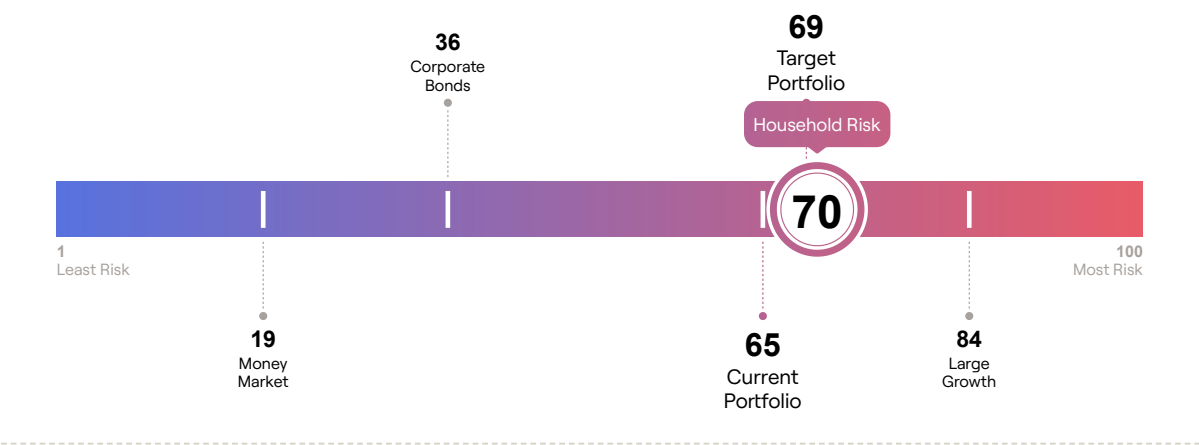 36
Corporate
Bonds
69
Target
Portfolio
Household Risk
70
1
Least Risk
100
Most Risk
19
Money
Market
65
Current
Portfolio
84
Large
Growth